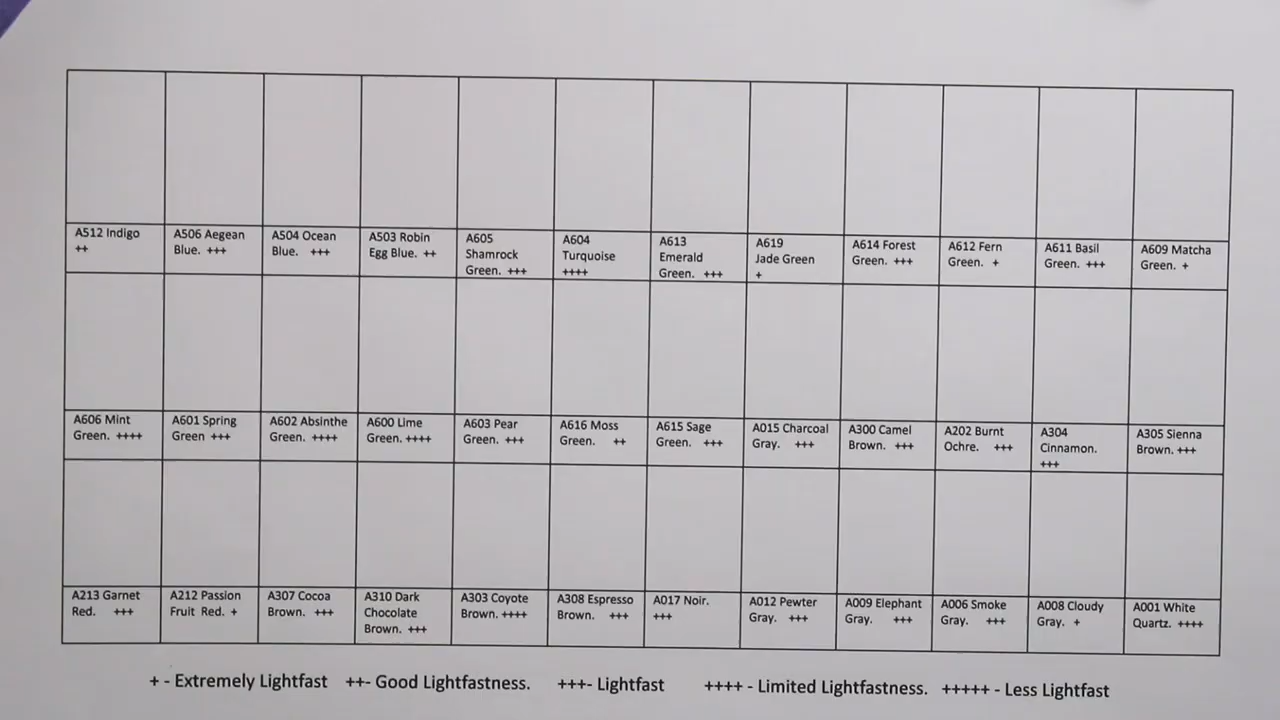 A512 Indigo
++
A506 Aegean
Blue. +++
A504 Ocean
Blue. +++
A503 Robin
Egg Blue. ++
A605
Shamrock
Green. +++
A604
Turquoise
++++
A613
Emerald
Green. +++
A619
Jade Green
+
A614 Forest
Green. +++
A612 Fern
Green. +
A611 Basil
Green. +++
A609 Matcha
Green. +
A606 Mint
Green. ++++
A601 Spring
Green +++
A602 Absinthe
Green. ++++
A600 Lime
Green. ++++
A603 Pear
Green. +++
A616 Moss
Green. ++
A615 Sage
Green. +++
A015 Charcoal
Gray. +++
A300 Camel
Brown. +++
A202 Burnt
Ochre. +++
A304
Cinnamon.
+++
A305 Sienna
Brown. +++
A213 Garnet
Red. +++
A212 Passion
Fruit Red. +
A307 Cocoa
Brown. +++
A310 Dark
Chocolate
Brown. +++
A303 Coyote
Brown. ++++
A308 Espresso
Brown. +++
A017 Noir.
+++
A012 Pewter
Gray. +++
A009 Elephant
Gray. +++
A006 Smoke
Gray. +++
A008 Cloudy
Gray. +
A001 White
Quartz. ++++
+ - Extremely Lightfast ++- Good Lightfastness. +++- Lightfast ++++ - Limited Lightfastness. +++++ - Less Lightfast